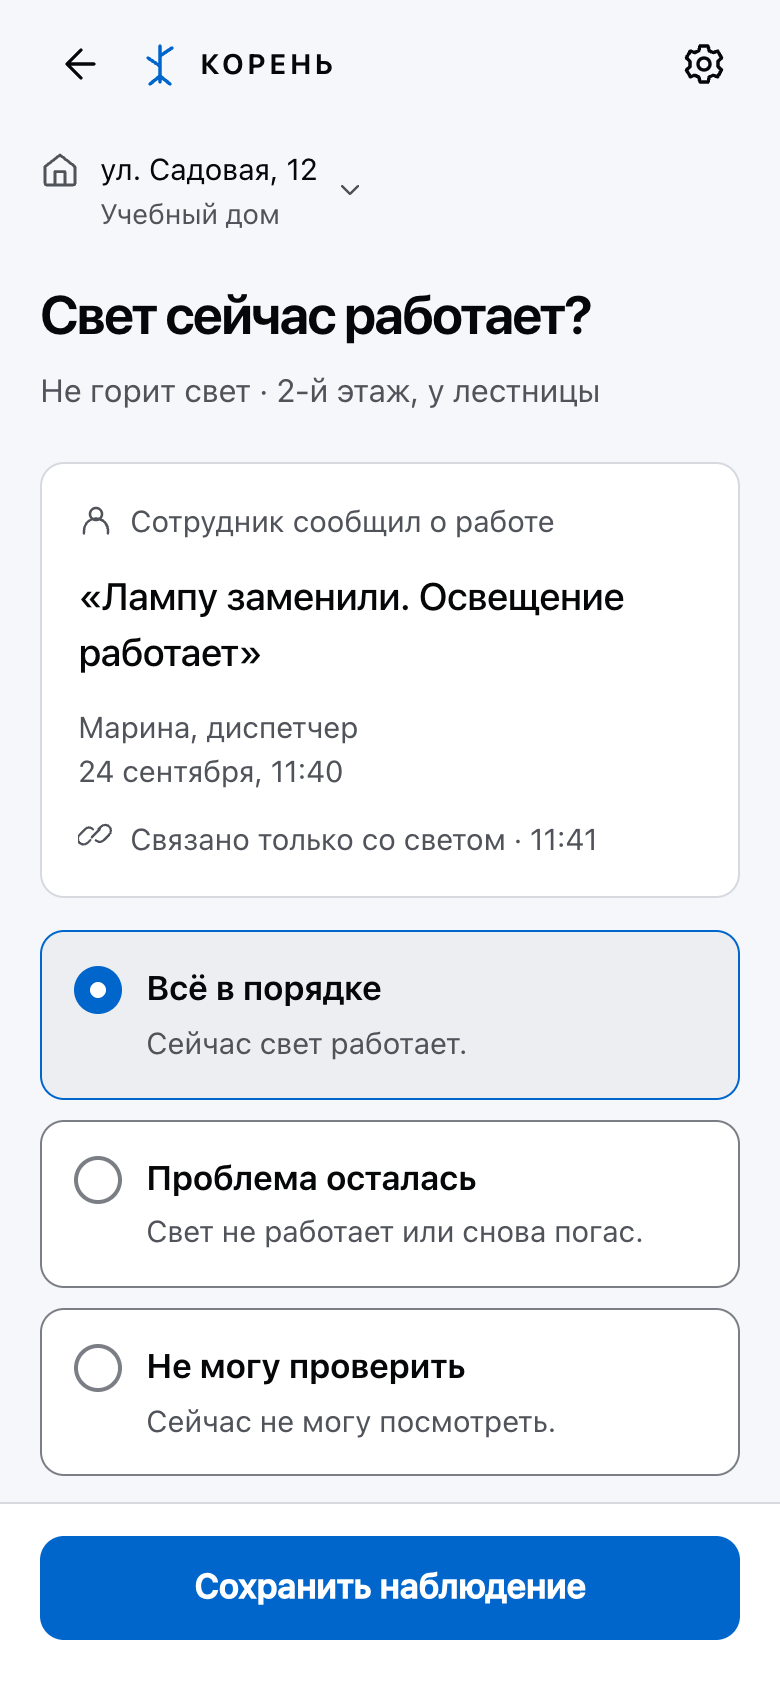 КОРЕНЬ
ул. Садовая, 12
Учебный дом
Свет сейчас работает?
Не горит свет · 2-й этаж, у лестницы
Сотрудник сообщил о работе
«Лампу заменили. Освещение
работает»
Марина, диспетчер
24 сентября, 11:40
Связано только со светом · 11:41
Всё в порядке
Сейчас свет работает.
Проблема осталась
Свет не работает или снова погас.
Не могу проверить
Сейчас не могу посмотреть.
Сохранить наблюдение